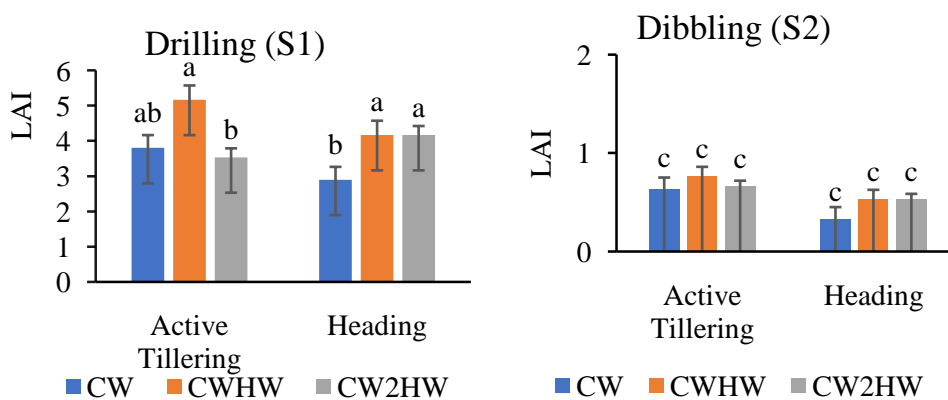 Drilling (S1)
LAI
6
5
4
3
2
1
0
ab
a
b
b
a
a
Active
Tillering
Heading
CW
CWHW
CW2HW
Dibbling (S2)
LAI
2
1
0
c
c
c
c
c
c
Active
Tillering
Heading
CW
CWHW
CW2HW